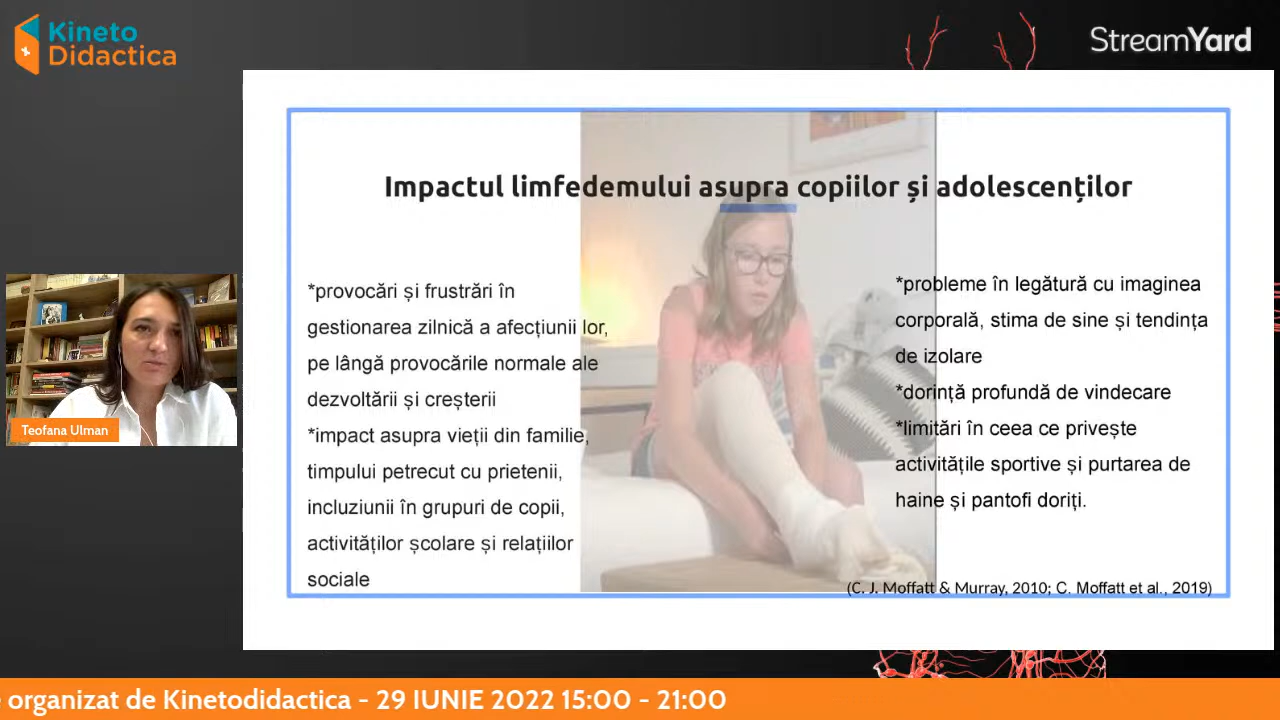 Kineto
Didactica
StreamYard
Impactul limfedemului asupra copiilor și adolescenților
*provocări și frustrări în
gestionarea zilnică a afecțiunii lor,
pe lângă provocările normale ale
dezvoltării și creșterii
*impact asupra vieții din familie,
timpului petrecut cu prietenii,
incluziunii în grupuri de copii,
activităților școlare și relațiilor
sociale
*probleme în legătură cu imaginea
corporală, stima de sine și tendința
de izolare
*dorință profundă de vindecare
*limitări în ceea ce privește
activitățile sportive și purtarea de
haine și pantofi doriți.
(C. J. Moffatt & Murray, 2010; C. Moffatt et al., 2019)
Teofana Ulman
organizat de Kinetodidactica - 29 IUNIE 2022 15:00 - 21:00